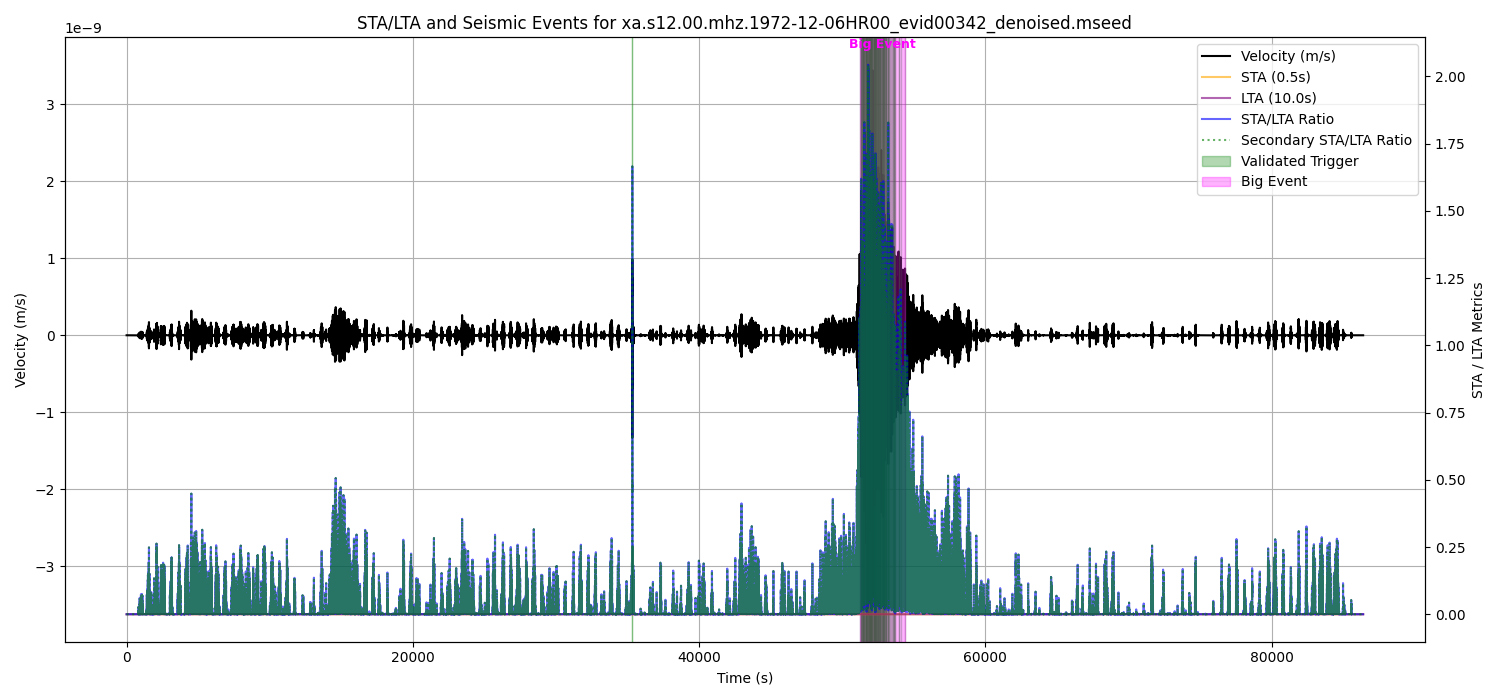 STA/LTA and Seismic Events for xa.s12.00.mhz.1972-12-06HR00_evid00342_denoised.mseed
1e−9
Big Event
Velocity (m/s)
STA (0.5s)
LTA (10.0s)
STA/LTA Ratio
Secondary STA/LTA Ratio
Validated Trigger
Big Event
3
2
1
0
−1
−2
−3
Velocity (m/s)
2.00
1.75
1.50
1.25
1.00
0.75
0.50
0.25
0.00
STA / LTA Metrics
0 20000 40000 60000 80000
Time (s)